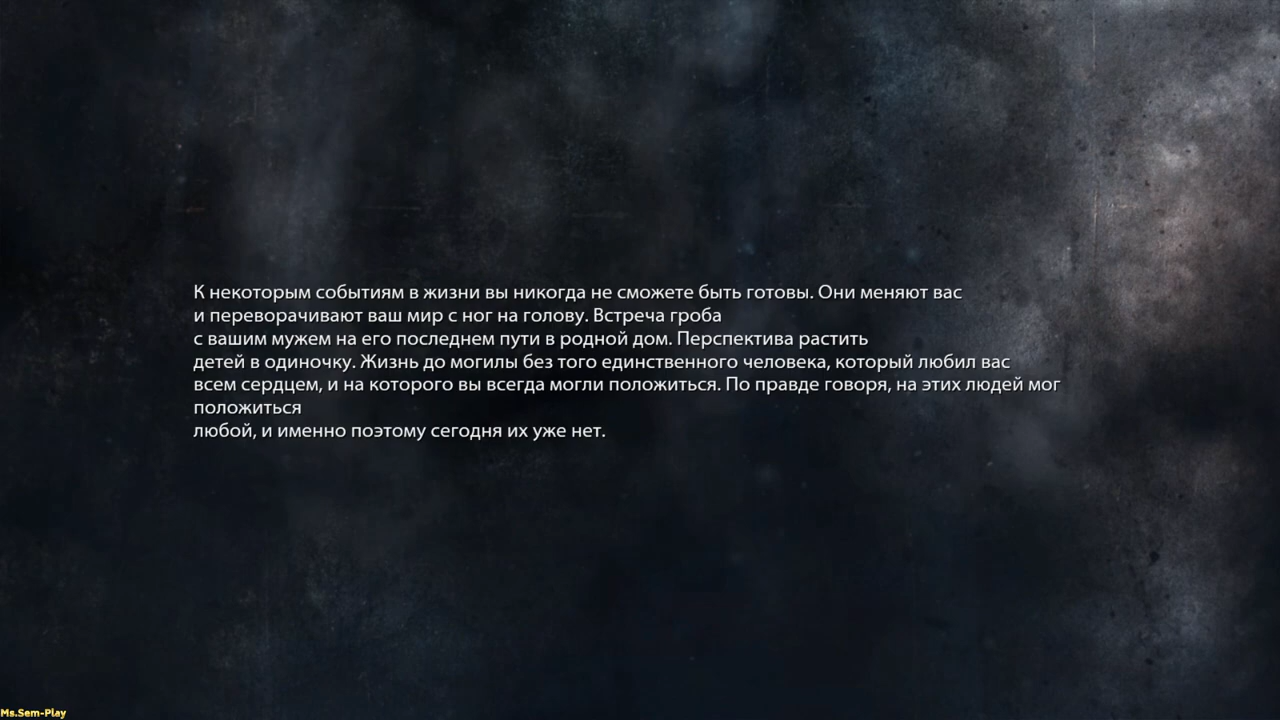 К некоторым событиям в жизни вы никогда не сможете быть готовы. Они меняют вас
и переворачивают ваш мир с ног на голову. Встреча гроба
с вашим мужем на его последнем пути в родной дом. Перспектива растить
детей в одиночку. Жизнь до могилы без того единственного человека, который любил вас
всем сердцем, и на которого вы всегда могли положиться. По правде говоря, на этих людей мог
положиться
любой, и именно поэтому сегодня их уже нет.
Ms.Sem-Play